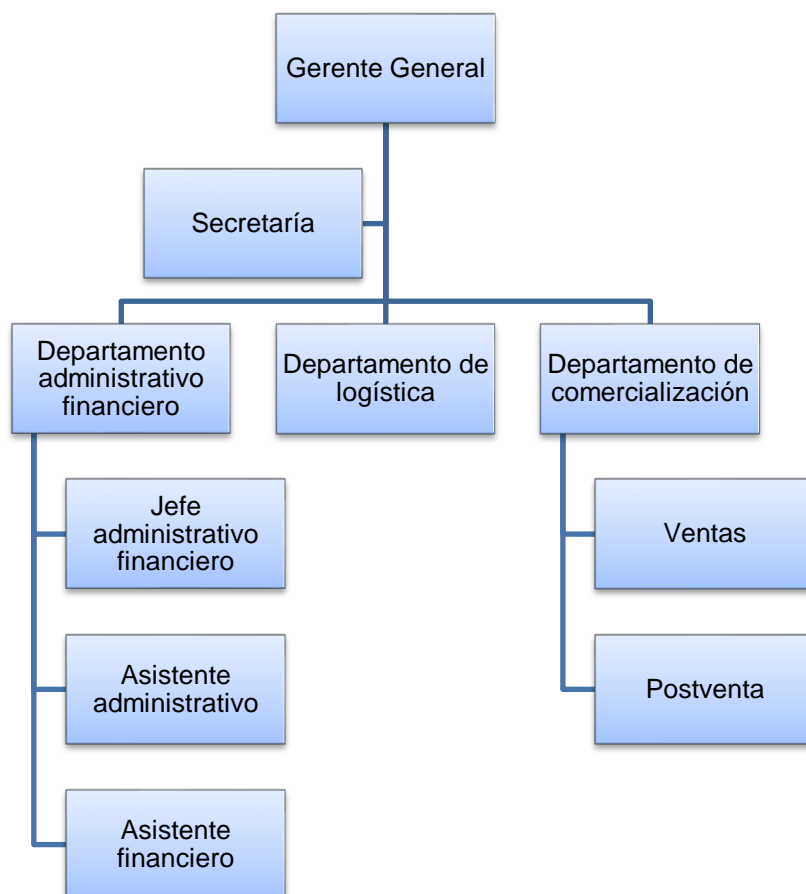 Gerente General
Secretaría
Departamento
administrativo
financiero
Departamento de
logística
Departamento de
comercialización
Jefe
administrativo
financiero
Asistente
administrativo
Asistente
financiero
Ventas
Postventa